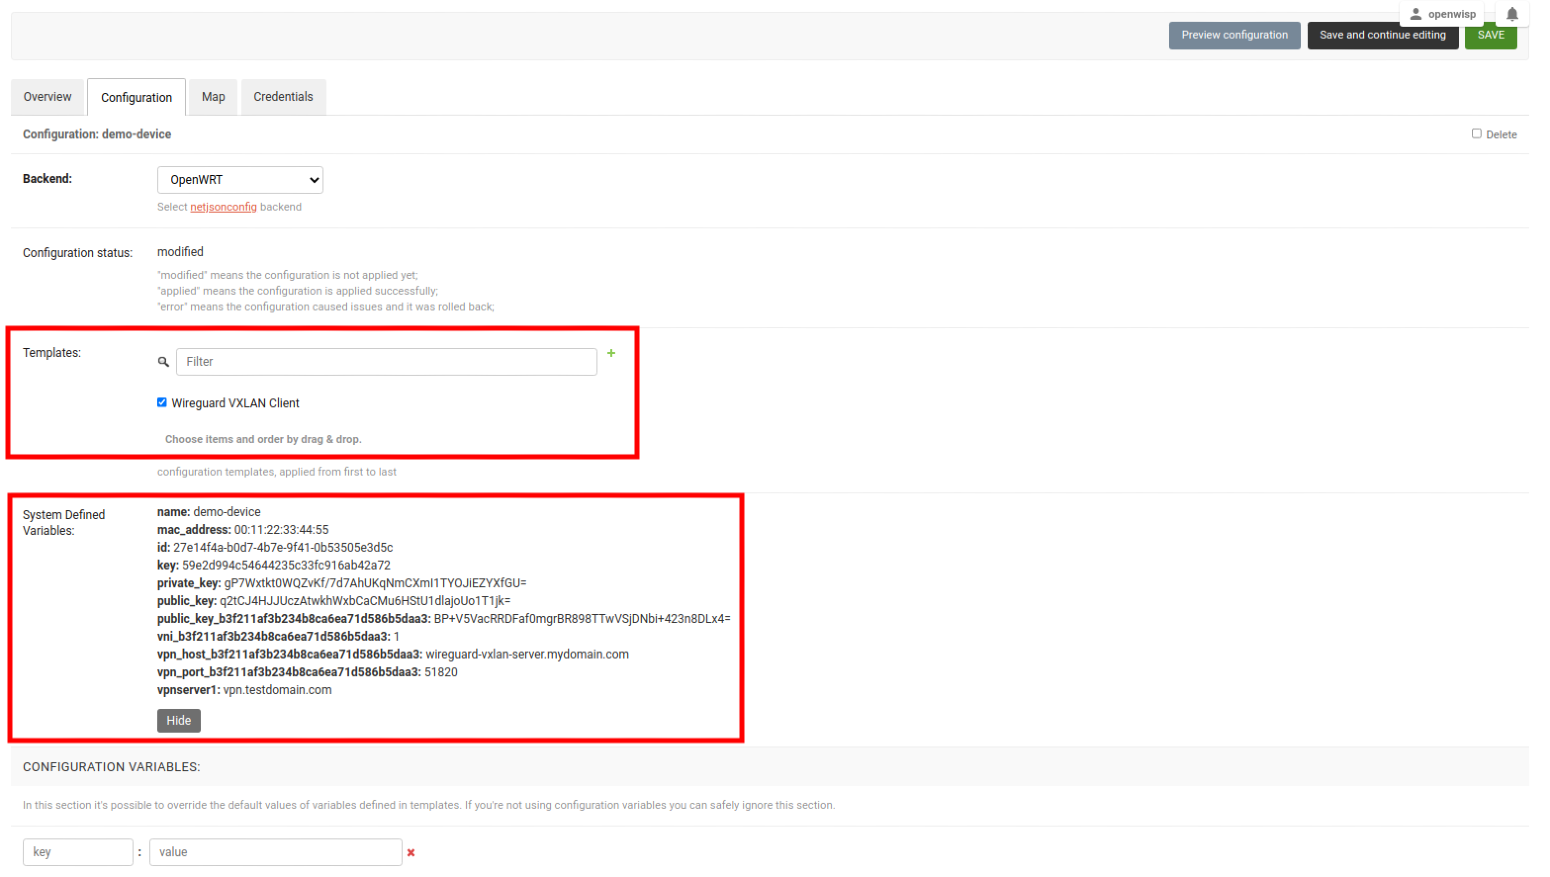 openwisp
Preview configuration Save and continue editing SAVE
Overview Configuration Map Credentials
Configuration: demo-device Delete
Backend: OpenWRT
Select netjsonconfig backend
Configuration status: modified
"modified" means the configuration is not applied yet;
"applied" means the configuration is applied successfully;
"error" means the configuration caused issues and it was rolled back;
Templates: Filter
Wireguard VXLAN Client
Choose items and order by drag & drop.
configuration templates, applied from first to last
System Defined
Variables:
name: demo-device
mac_address: 00:11:22:33:44:55
id: 27e14f4a-b0d7-4b7e-9f41-0b53505e3d5c
key: 59e2d994c54644235c33fc916ab42a72
private_key: gP7Wxtkt0WQZvKf/7d7AhUKqNmCXmI1TYOJiEZYXfGU=
public_key: q2tCJ4HJJUczAtwkhWxbCaCMu6HStU1dlajoUo1T1jk=
public_key_b3f211af3b234b8ca6ea71d586b5daa3: BP+V5VacRRDFaf0mgrBR898TTwVSjDNbi+423n8DLx4=
vni_b3f211af3b234b8ca6ea71d586b5daa3: 1
vpn_host_b3f211af3b234b8ca6ea71d586b5daa3: wireguard-vxlan-server.mydomain.com
vpn_port_b3f211af3b234b8ca6ea71d586b5daa3: 51820
vpnserver1: vpn.testdomain.com
Hide
CONFIGURATION VARIABLES:
In this section it's possible to override the default values of variables defined in templates. If you're not using configuration variables you can safely ignore this section.
key : value